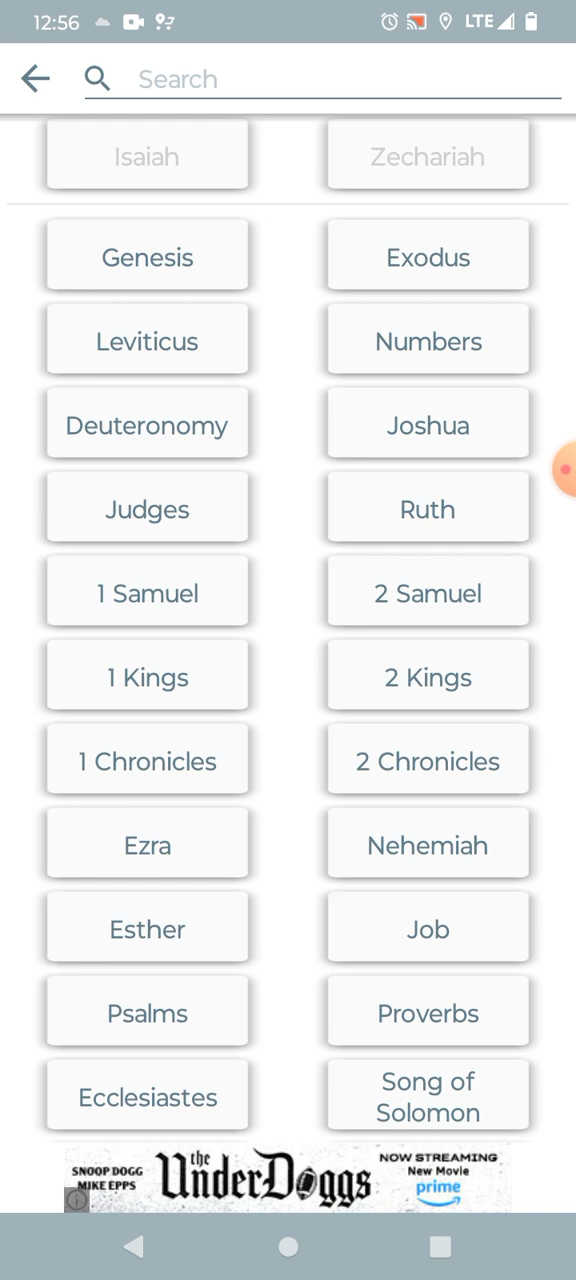 12:56
LTE
Search
Isaiah
Zechariah
Genesis
Exodus
Leviticus
Numbers
Deuteronomy
Joshua
Judges
Ruth
1 Samuel
2 Samuel
1 Kings
2 Kings
1 Chronicles
2 Chronicles
Ezra
Nehemiah
Esther
Job
Psalms
Proverbs
Ecclesiastes
Song of
Solomon
SNOOP DOGG
MIKE EPPS
the
UnderDoggs
NOW STREAMING
New Movie
prime